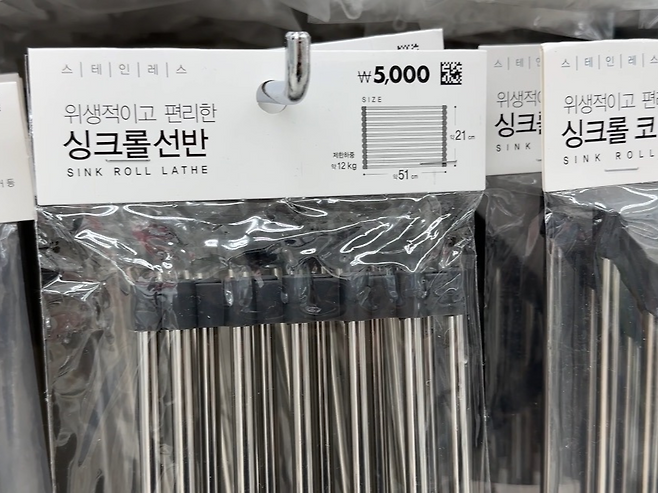 스|테|인|레|스
위생적이고 편리한
싱크롤선반
SINK ROLL LATHE
₩5,000
SIZE
약21cm
제한하중
약12kg
약51cm
스|테|인|레|스
위생적이고
싱크롤
SINK ROLL
스|테|인|레|스
위생적이고 편
싱크롤 코
SINK ROLL